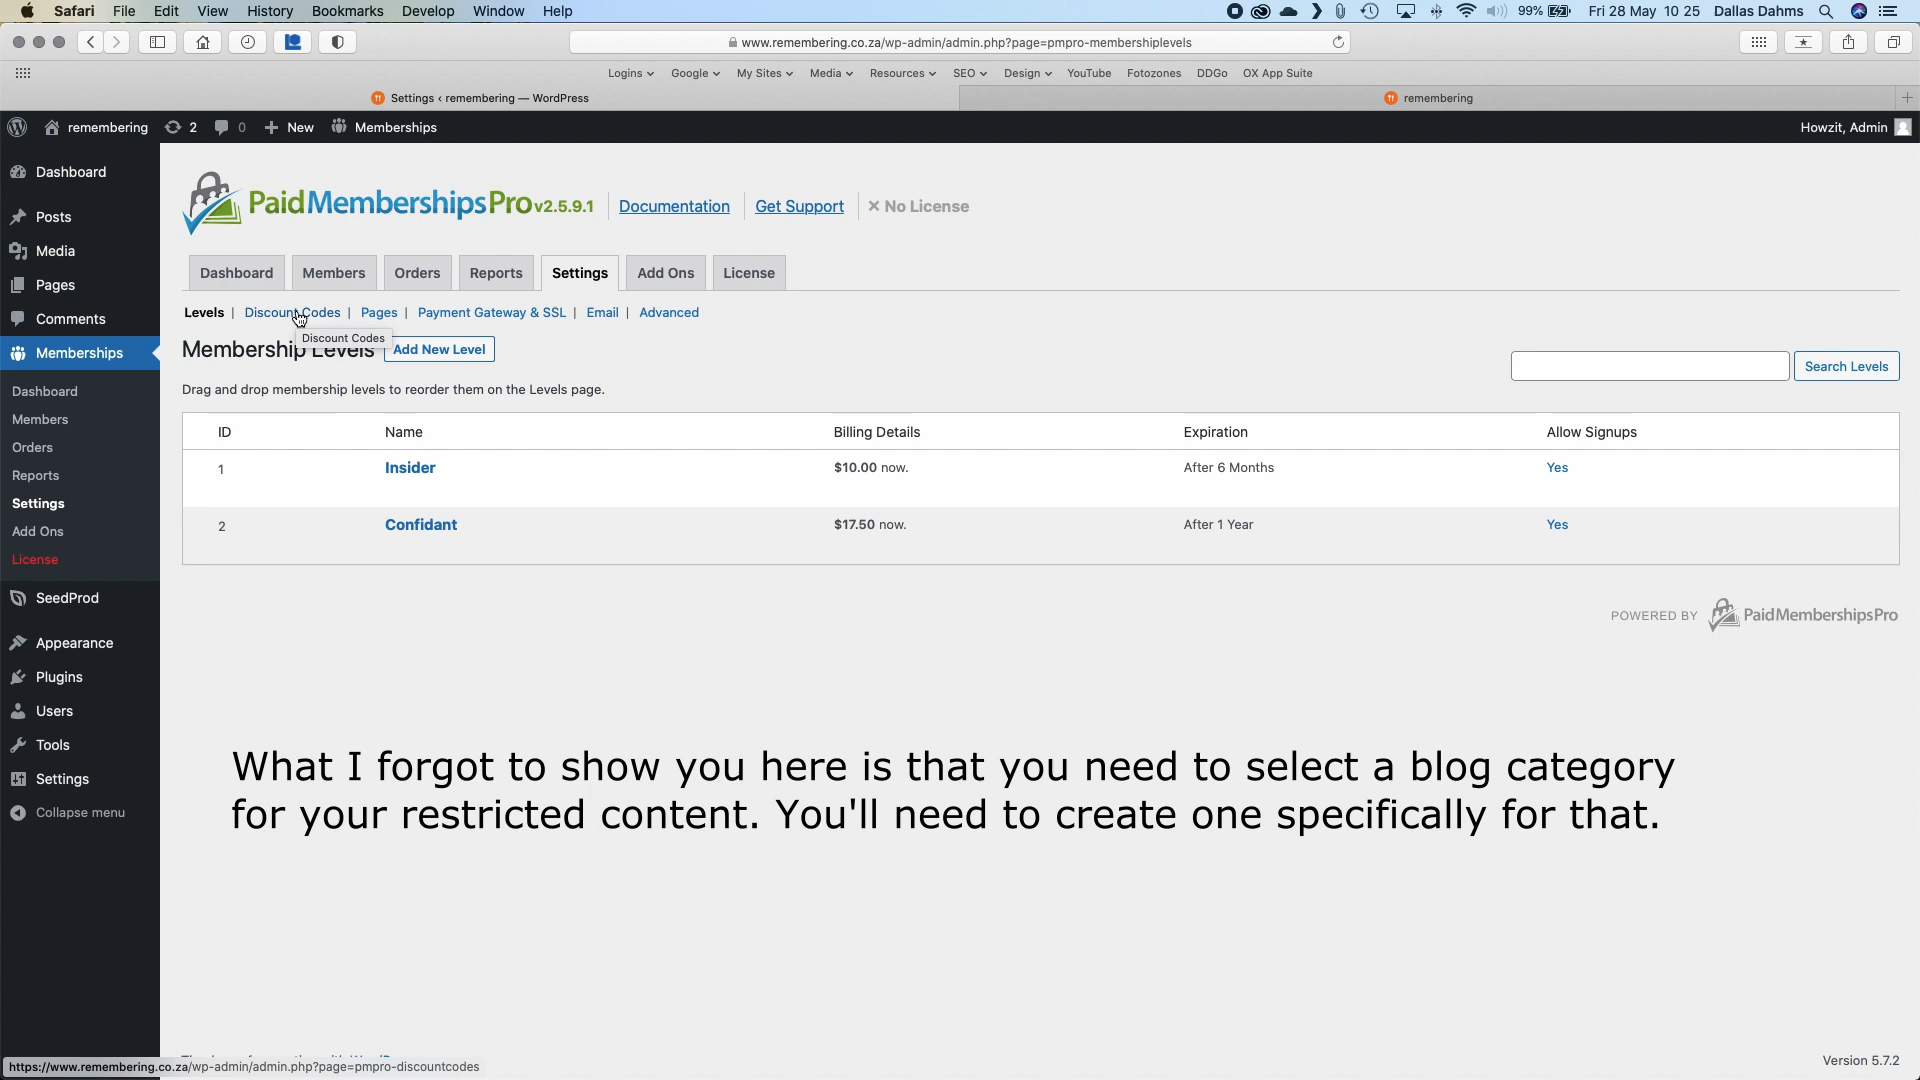 Safari File Edit View History Bookmarks Develop Window Help 99% Fri 28 May 10 25 Dallas Dahms
www.remembering.co.za/wp-admin/admin.php?page=pmpro-membershiplevels
Logins Google My Sites Media Resources SEO Design YouTube Fotozones DDGo OX App Suite
Settings ‹ remembering — WordPress remembering
remembering 2 0 New Memberships Howzit, Admin
Dashboard
Posts
Media
Pages
Comments
Memberships
Dashboard
Members
Orders
Reports
Settings
Add Ons
License
SeedProd
Appearance
Plugins
Users
Tools
Settings
Collapse menu
PaidMembershipsPro v2.5.9.1 Documentation Get Support × No License
Dashboard Members Orders Reports Settings Add Ons License
Levels | Discount Codes | Pages | Payment Gateway & SSL | Email | Advanced
Discount Codes
Membership Levels Add New Level
Search Levels
Drag and drop membership levels to reorder them on the Levels page.
ID Name Billing Details Expiration Allow Signups
1 Insider $10.00 now. After 6 Months Yes
2 Confidant $17.50 now. After 1 Year Yes
POWERED BY PaidMembershipsPro
What I forgot to show you here is that you need to select a blog category
for your restricted content. You'll need to create one specifically for that.
Version 5.7.2
https://www.remembering.co.za/wp-admin/admin.php?page=pmpro-discountcodes